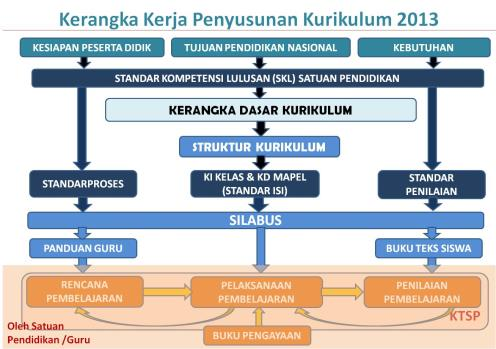 Kerangka Kerja Penyusunan Kurikulum 2013
KESIAPAN PESERTA DIDIK
TUJUAN PENDIDIKAN NASIONAL
KEBUTUHAN
STANDAR KOMPETENSI LULUSAN (SKL) SATUAN PENDIDIKAN
KERANGKA DASAR KURIKULUM
STRUKTUR KURIKULUM
STANDARPROSES
KI KELAS & KD MAPEL
(STANDAR ISI)
STANDAR
PENILAIAN
SILABUS
PANDUAN GURU
BUKU TEKS SISWA
RENCANA
PEMBELAJARAN
PELAKSANAAN
PEMBELAJARAN
PENILAIAN
PEMBELAJARAN
KTSP
Oleh Satuan
Pendidikan /Guru
BUKU PENGAYAAN